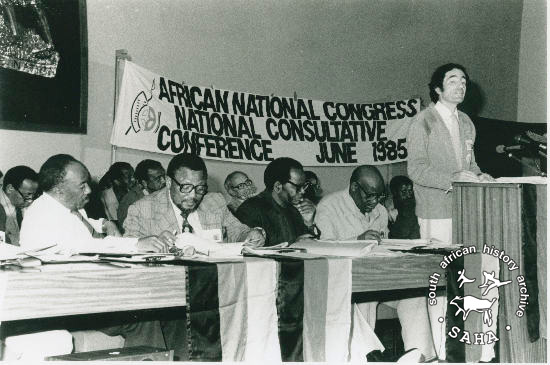 AFRICAN NATIONAL CONGRESS
NATIONAL CONSULTATIVE
CONFERENCE JUNE 1985
south african history archive
SAHA